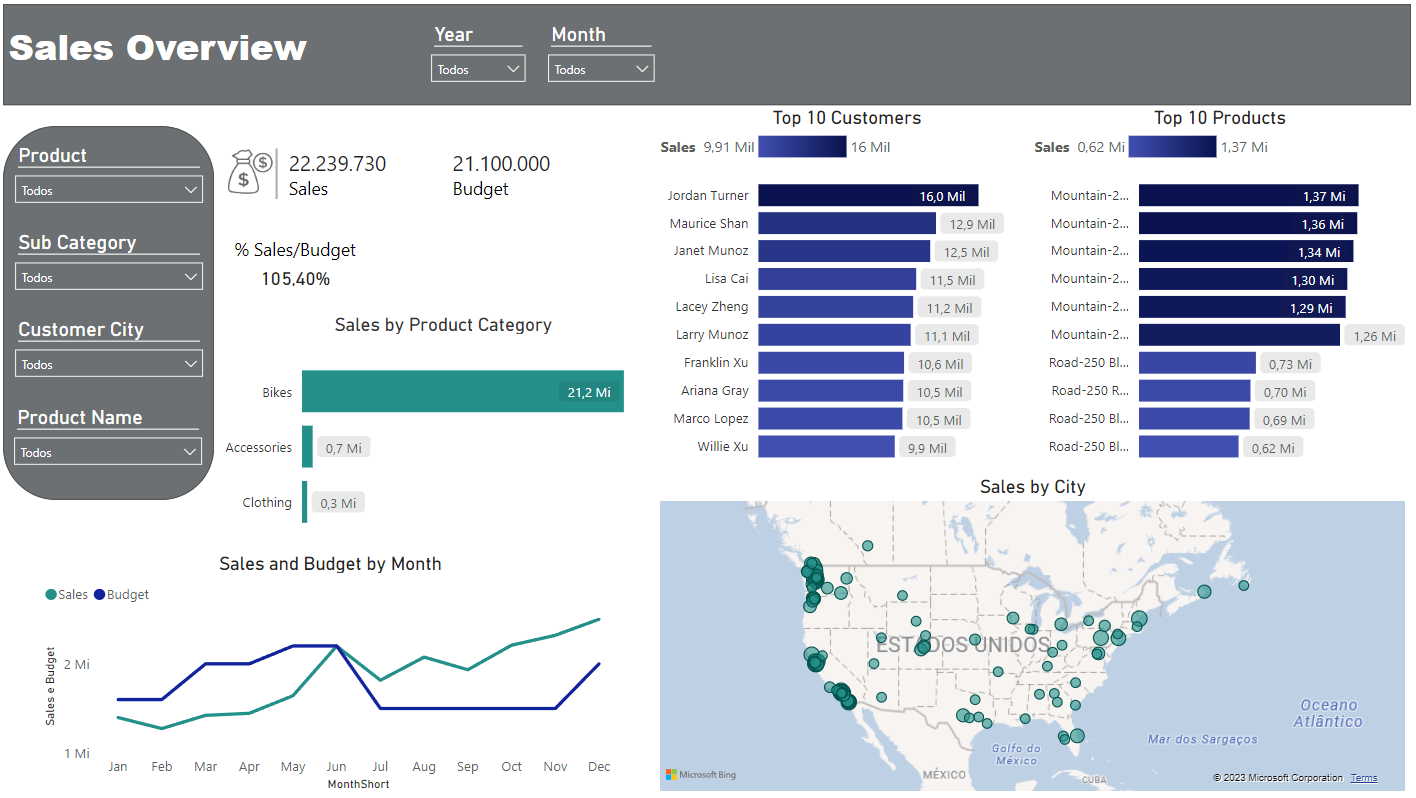 Sales Overview
Year
Month
Todos
Todos
Product
Todos
Sub Category
Todos
Customer City
Todos
Product Name
Todos
22.239.730
Sales
21.100.000
Budget
% Sales/Budget
105,40%
Sales by Product Category
Bikes
21,2 Mi
Accessories
0,7 Mi
Clothing
0,3 Mi
Sales and Budget by Month
Sales
Budget
Sales e Budget
2 Mi
1 Mi
Jan Feb Mar Apr May Jun Jul Aug Sep Oct Nov Dec
MonthShort
Top 10 Customers
Sales 9,91 Mil 16 Mil
Jordan Turner 16,0 Mil
Maurice Shan 12,9 Mil
Janet Munoz 12,5 Mil
Lisa Cai 11,5 Mil
Lacey Zheng 11,2 Mil
Larry Munoz 11,1 Mil
Franklin Xu 10,6 Mil
Ariana Gray 10,5 Mil
Marco Lopez 10,5 Mil
Willie Xu 9,9 Mil
Top 10 Products
Sales 0,62 Mi 1,37 Mi
Mountain-2... 1,37 Mi
Mountain-2... 1,36 Mi
Mountain-2... 1,34 Mi
Mountain-2... 1,30 Mi
Mountain-2... 1,29 Mi
Mountain-2... 1,26 Mi
Road-250 Bl... 0,73 Mi
Road-250 R... 0,70 Mi
Road-250 Bl... 0,69 Mi
Road-250 Bl... 0,62 Mi
Sales by City
ESTADOS UNIDOS
Oceano
Atlântico
Mar dos Sargaços
Golfo do
México
MÉXICO
CUBA
Microsoft Bing
© 2023 Microsoft Corporation Terms